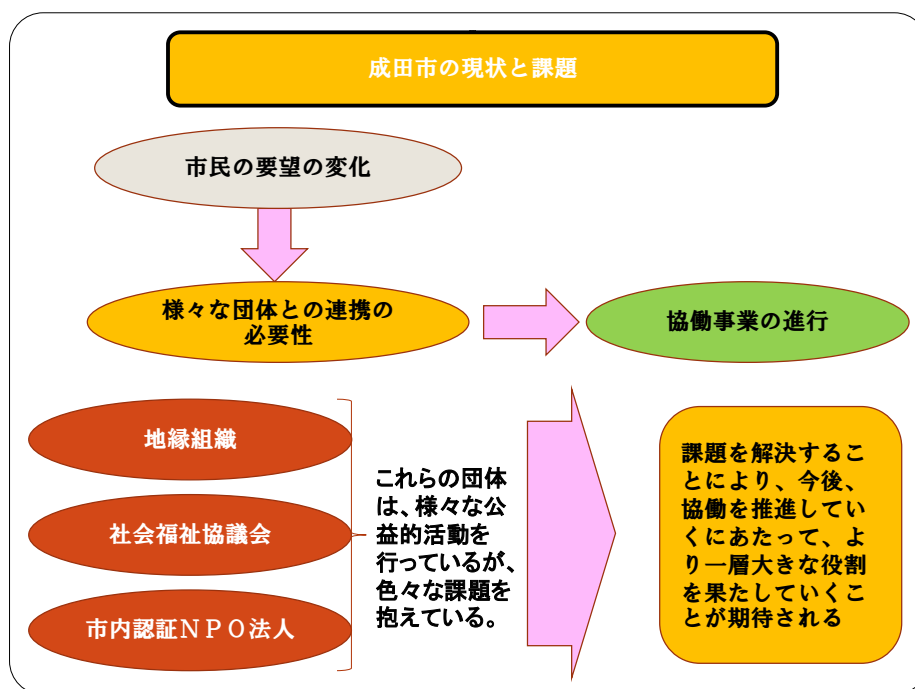 成田市の現状と課題
市民の要望の変化
様々な団体との連携の
必要性
協働事業の進行
地縁組織
社会福祉協議会
市内認証ＮＰＯ法人
これらの団体
は、様々な公
益的活動を
行っているが、
色々な課題を
抱えている。
課題を解決するこ
とにより、今後、
協働を推進してい
くにあたって、よ
り一層大きな役割
を果たしていくこ
とが期待される